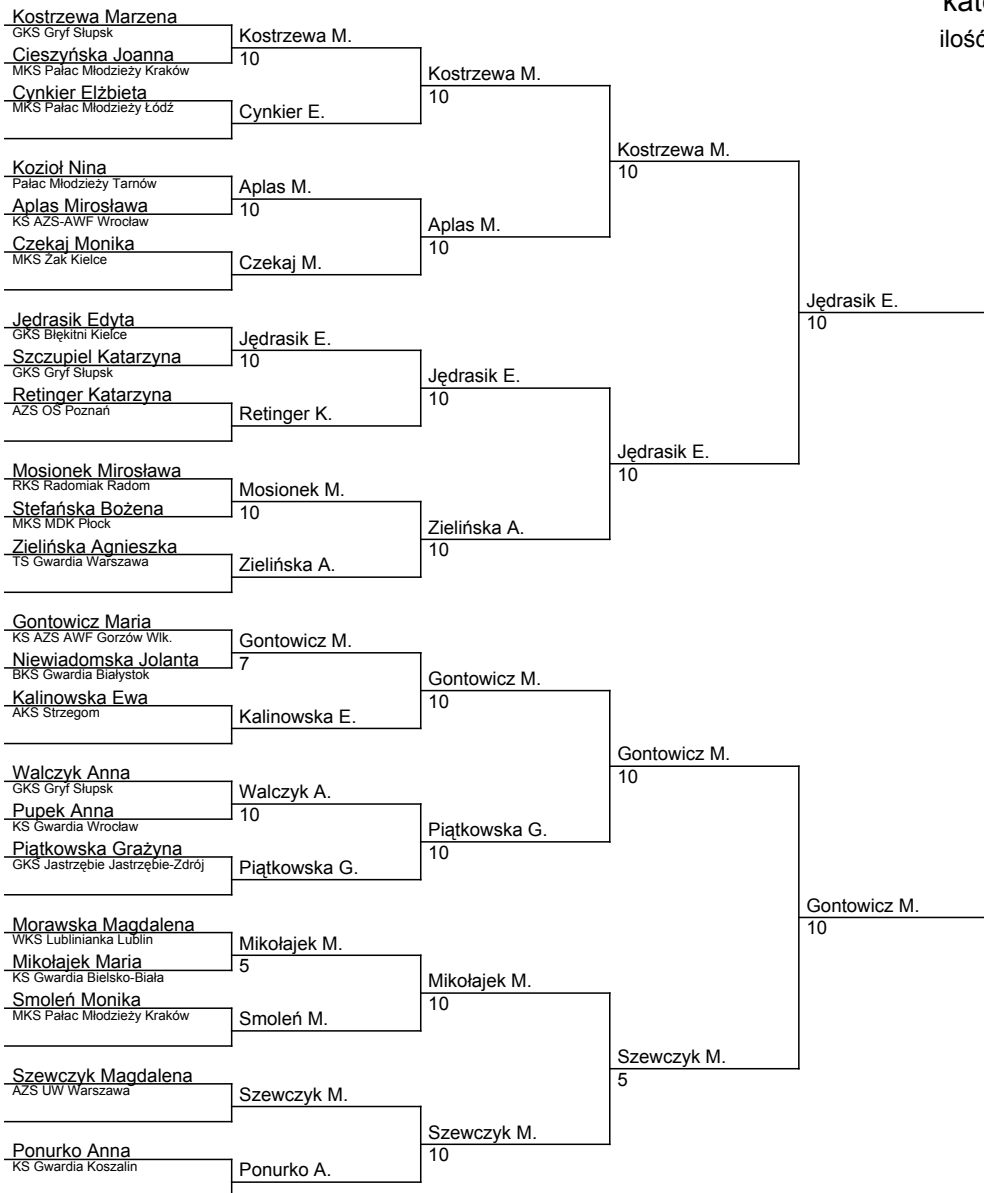 kat
ilość
Kostrzewa Marzena
GKS Gryf Słupsk
Cieszyńska Joanna
MKS Pałac Młodzieży Kraków
Cynkier Elżbieta
MKS Pałac Młodzieży Łódź
Kozioł Nina
Pałac Młodzieży Tarnów
Aplas Mirosława
KS AZS-AWF Wrocław
Czekaj Monika
MKS Żak Kielce
Jędrasik Edyta
GKS Błękitni Kielce
Szczupiel Katarzyna
GKS Gryf Słupsk
Retinger Katarzyna
AZS OŚ Poznań
Mosionek Mirosława
RKS Radomiak Radom
Stefańska Bożena
MKS MDK Płock
Zielińska Agnieszka
TS Gwardia Warszawa
Gontowicz Maria
KS AZS AWF Gorzów Wlk.
Niewiadomska Jolanta
BKS Gwardia Białystok
Kalinowska Ewa
AKS Strzegom
Walczyk Anna
GKS Gryf Słupsk
Pupek Anna
KS Gwardia Wrocław
Piątkowska Grażyna
GKS Jastrzębie Jastrzębie-Zdrój
Morawska Magdalena
WKS Lublinianka Lublin
Mikołajek Maria
KS Gwardia Bielsko-Biała
Smoleń Monika
MKS Pałac Młodzieży Kraków
Szewczyk Magdalena
AZS UW Warszawa
Ponurko Anna
KS Gwardia Koszalin
Kostrzewa M.
10
Cynkier E.
Aplas M.
10
Czekaj M.
Jędrasik E.
10
Retinger K.
Mosionek M.
10
Zielińska A.
Gontowicz M.
7
Kalinowska E.
Walczyk A.
10
Piątkowska G.
Mikołajek M.
5
Smoleń M.
Szewczyk M.
Ponurko A.
Kostrzewa M.
10
Aplas M.
10
Jędrasik E.
10
Zielińska A.
10
Gontowicz M.
10
Piątkowska G.
10
Mikołajek M.
10
Szewczyk M.
10
Kostrzewa M.
10
Jędrasik E.
10
Gontowicz M.
10
Szewczyk M.
5
Jędrasik E.
10
Gontowicz M.
10